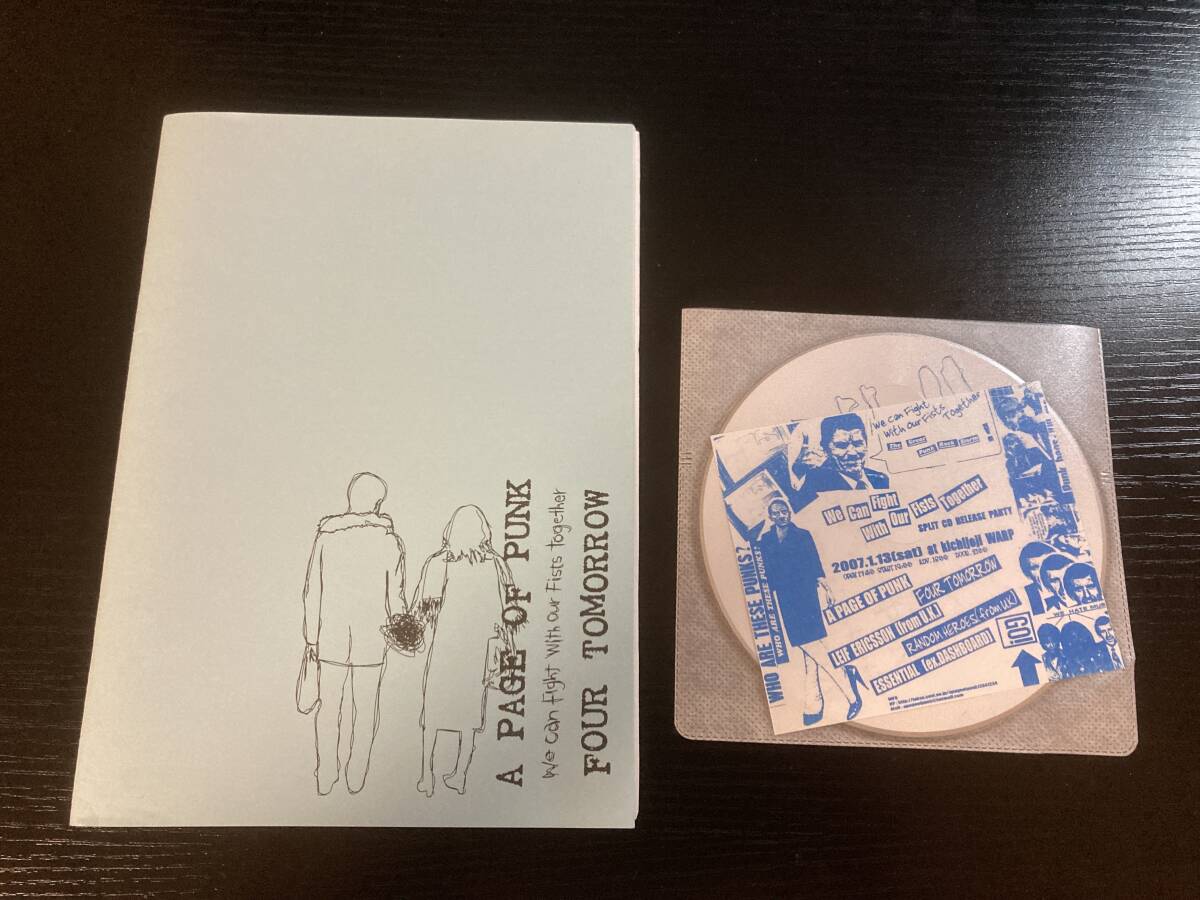 A PAGE OF PUNK
We can Fight With our Fists Together
FOUR TOMORROW
We can Fight
With our Fists
Together
!
We Can Fight
With Our Fists Together
SPLIT CD RELEASE PARTY
2007.1.13(sat) at kichijoji WARP
A PAGE OF PUNK
FOUR TOMORROW
LEIF ERICSSON (from U.K.)
RANDOM HEROES (from U.K)
ESSENTIAL (ex.DASHBOARD)
GO!
WHO ARE THESE PUNKS?
WHO ARE THESE PUNKS?